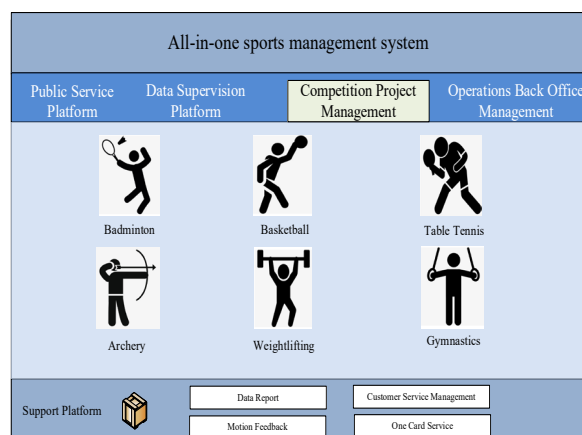 All-in-one sports management system
Public Service
Platform
Data Supervision
Platform
Competition Project
Management
Operations Back Office
Management
Badminton
Basketball
Table Tennis
Archery
Weightlifting
Gymnastics
Support Platform
Data Report
Customer Service Management
Motion Feedback
One Card Service